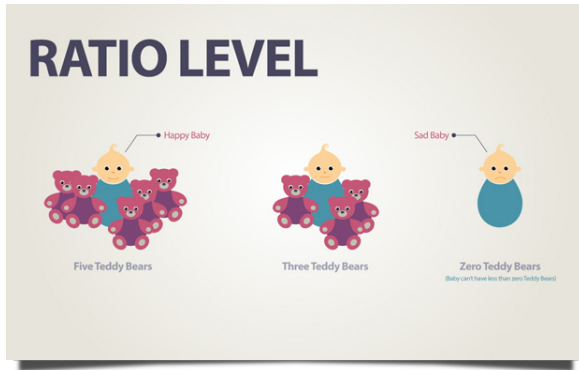 RATIO LEVEL
Happy Baby
Sad Baby
Five Teddy Bears
Three Teddy Bears
Zero Teddy Bears
(Baby can't have less than zero Teddy Bears)